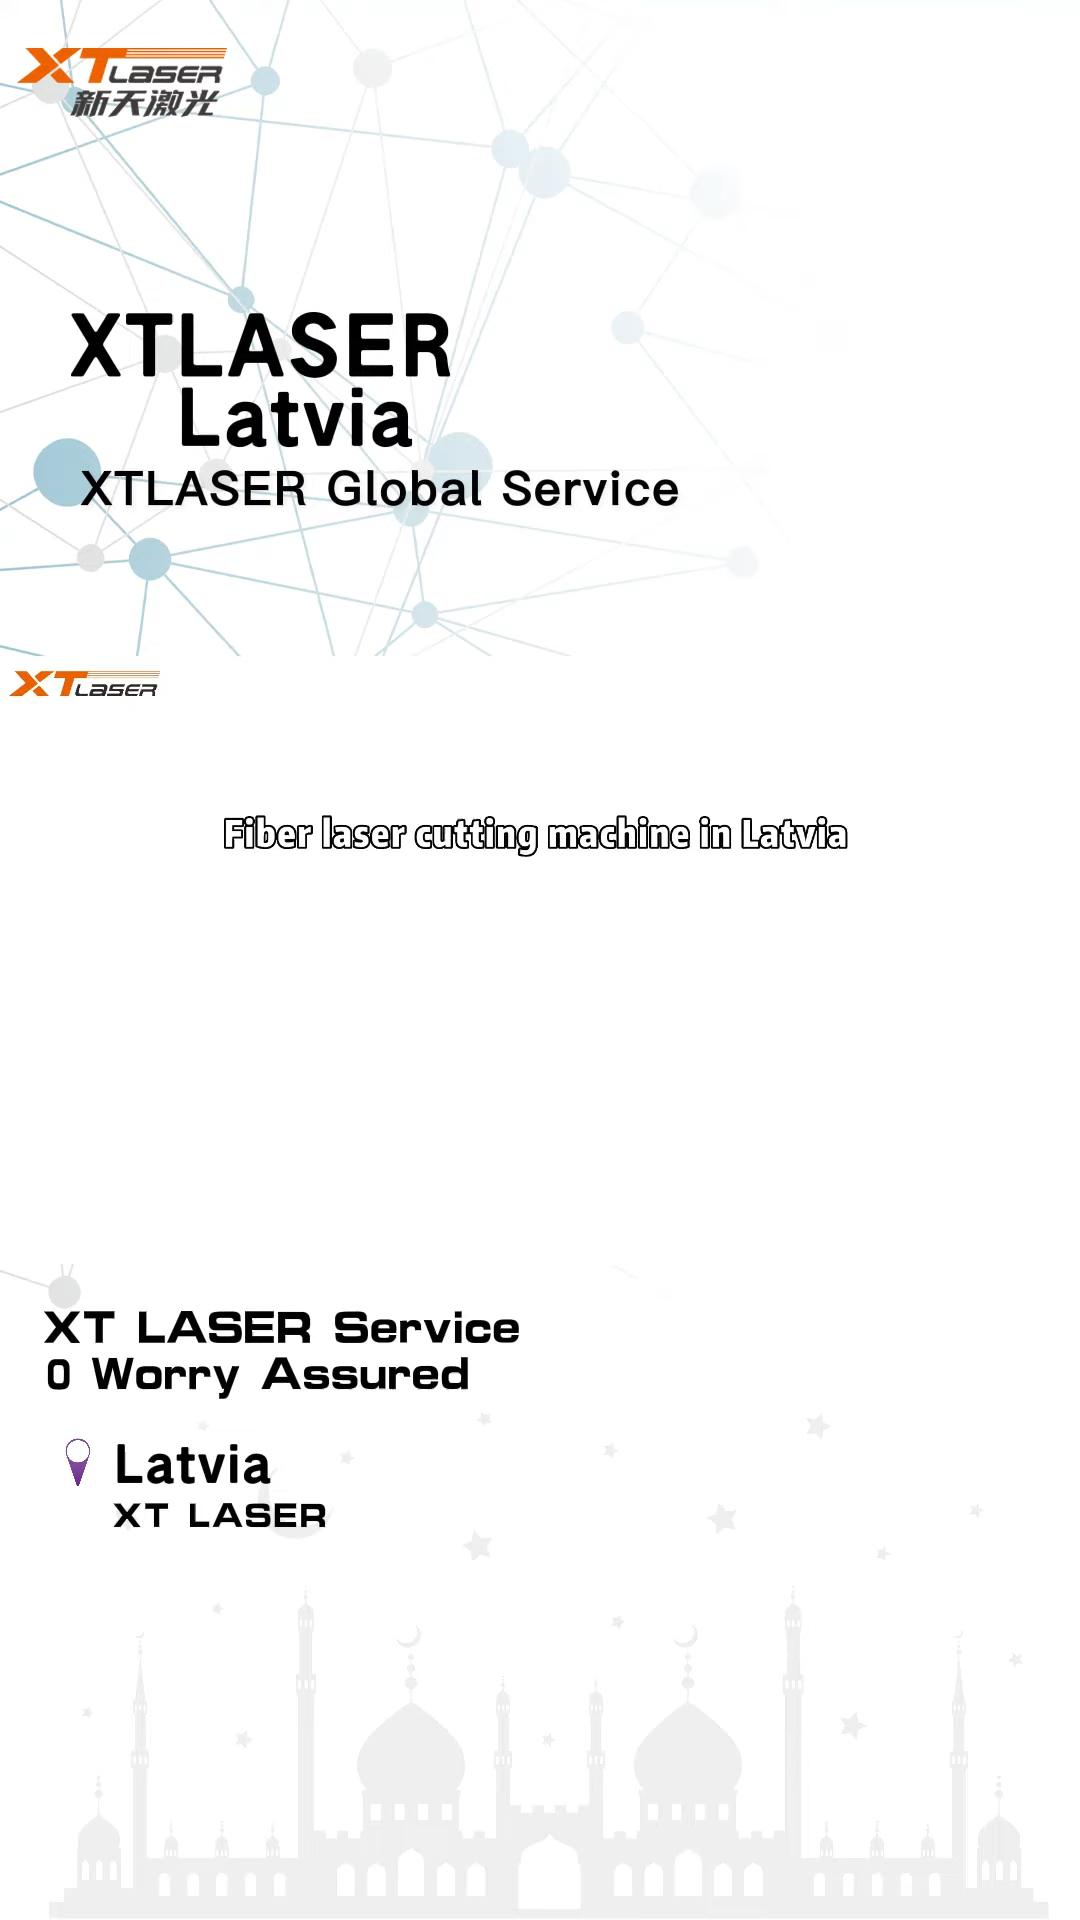 XTLASER
新天激光
XTLASER
Latvia
XTLASER Global Service
XTLASER
Fiber laser cutting machine in Latvia
XT LASER Service
0 Worry Assured
Latvia
XT LASER